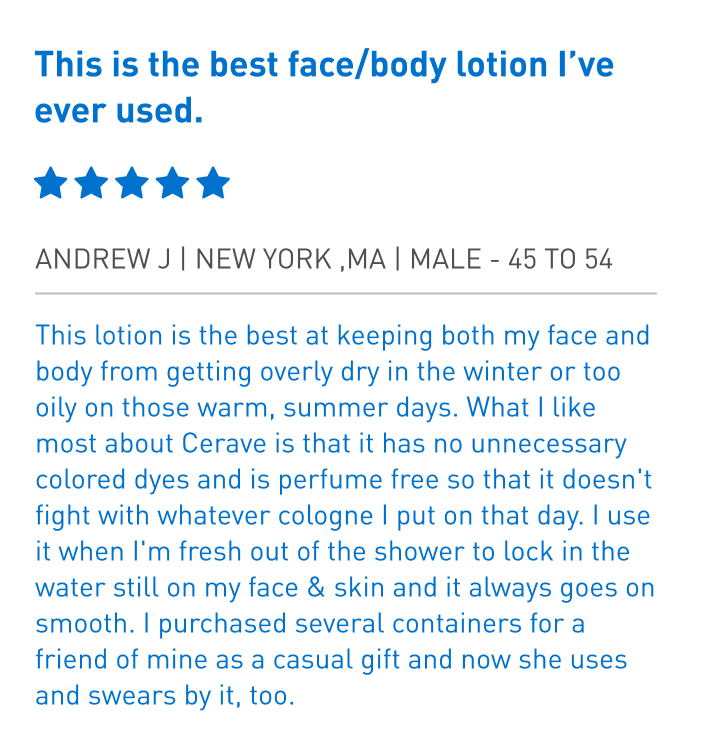 This is the best face/body lotion I’ve
ever used.
ANDREW J | NEW YORK ,MA | MALE - 45 TO 54
This lotion is the best at keeping both my face and
body from getting overly dry in the winter or too
oily on those warm, summer days. What I like
most about Cerave is that it has no unnecessary
colored dyes and is perfume free so that it doesn't
fight with whatever cologne I put on that day. I use
it when I'm fresh out of the shower to lock in the
water still on my face & skin and it always goes on
smooth. I purchased several containers for a
friend of mine as a casual gift and now she uses
and swears by it, too.